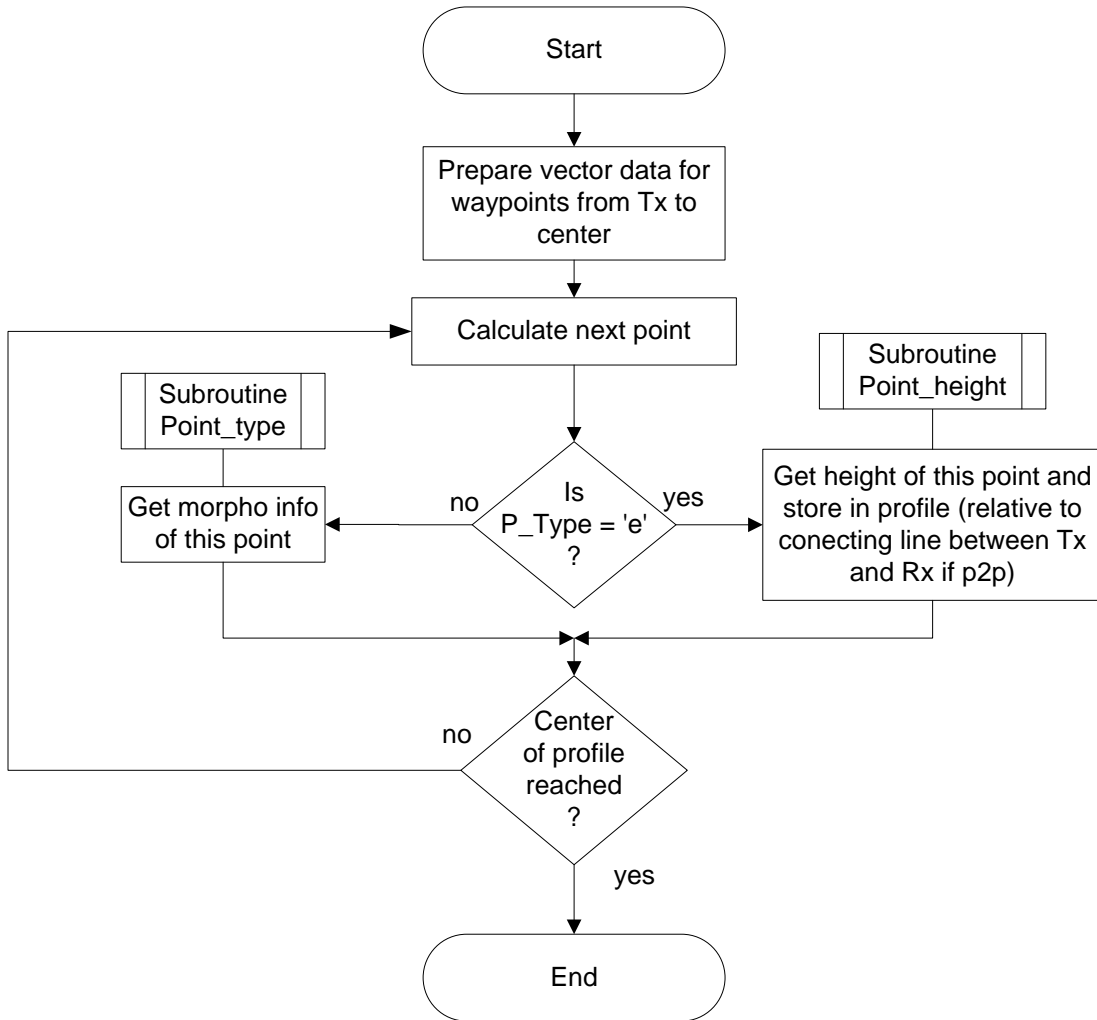 Start
Prepare vector data for
waypoints from Tx to
center
Calculate next point
Subroutine
Point_height
Subroutine
Point_type
no
Is
P_Type = 'e'
?
yes
Get morpho info
of this point
Get height of this point and
store in profile (relative to
conecting line between Tx
and Rx if p2p)
no
Center
of profile
reached
?
yes
End